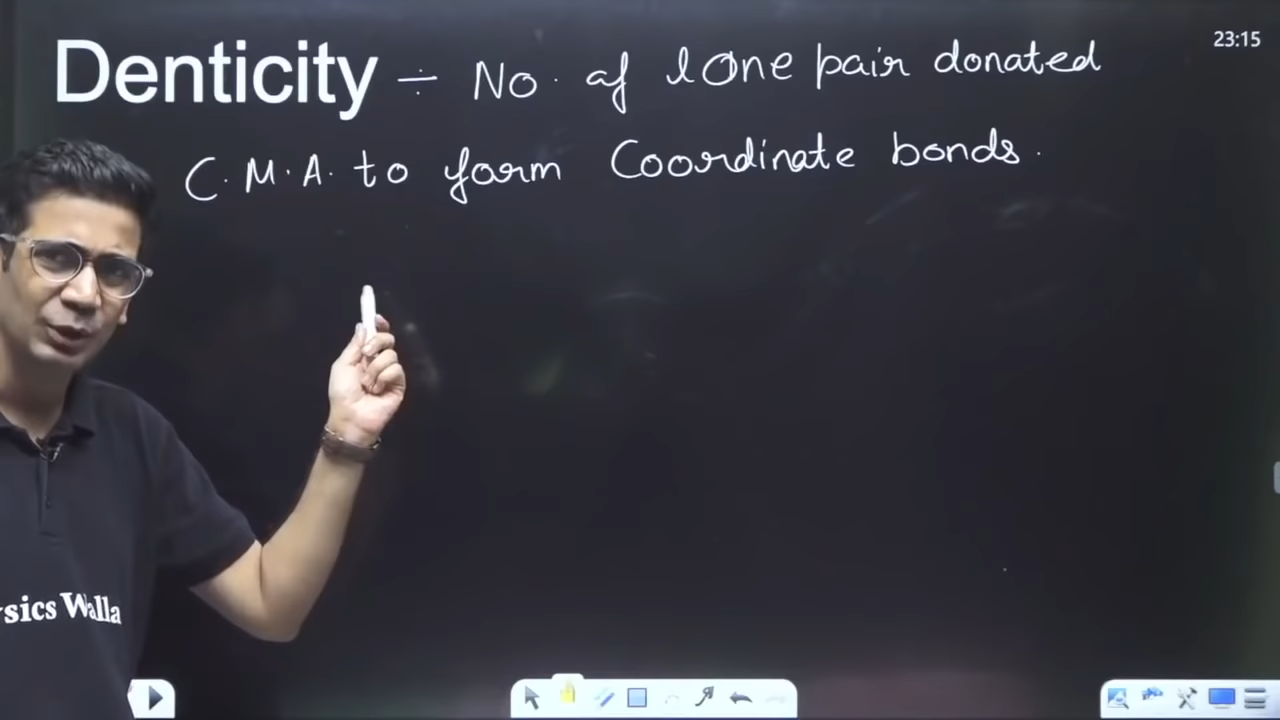 23:15
Denticity ÷ No. of lone pair donated
C.M.A. to form Coordinate bonds.
sics Walla